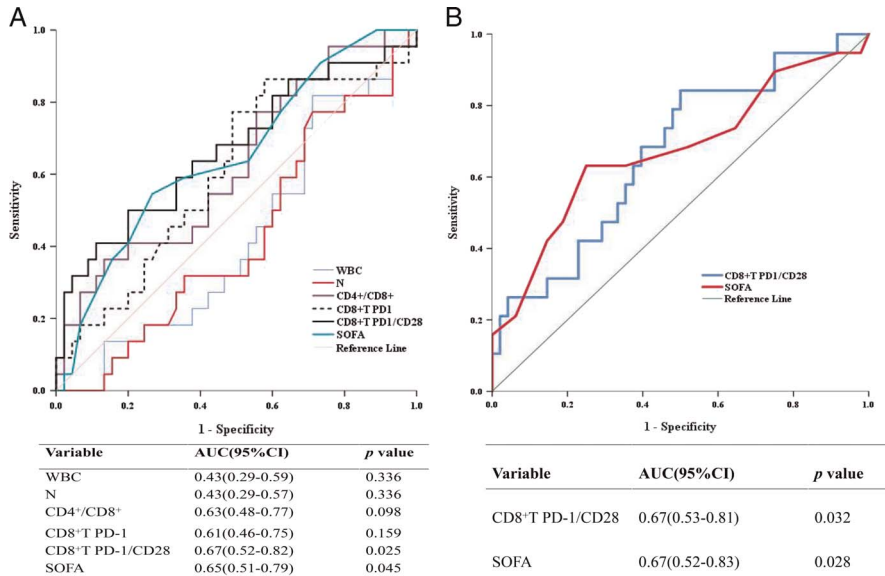 A
1.0
0.8
0.6
0.4
0.2
0.0
Sensitivity
WBC
N
CD4+/CD8+
CD8+T PD1
CD8+T PD1/CD28
SOFA
Reference Line
0.0 0.2 0.4 0.6 0.8 1.0
1 - Specificity
Variable AUC(95%CI) p value
WBC 0.43(0.29-0.59) 0.336
N 0.43(0.29-0.57) 0.336
CD4⁺/CD8⁺ 0.63(0.48-0.77) 0.098
CD8⁺T PD-1 0.61(0.46-0.75) 0.159
CD8⁺T PD-1/CD28 0.67(0.52-0.82) 0.025
SOFA 0.65(0.51-0.79) 0.045
B
1.0
0.8
0.6
0.4
0.2
0.0
Sensitivity
CD8+T PD1/CD28
SOFA
Reference Line
0.0 0.2 0.4 0.6 0.8 1.0
1 - Specificity
Variable AUC(95%CI) p value
CD8⁺T PD-1/CD28 0.67(0.53-0.81) 0.032
SOFA 0.67(0.52-0.83) 0.028